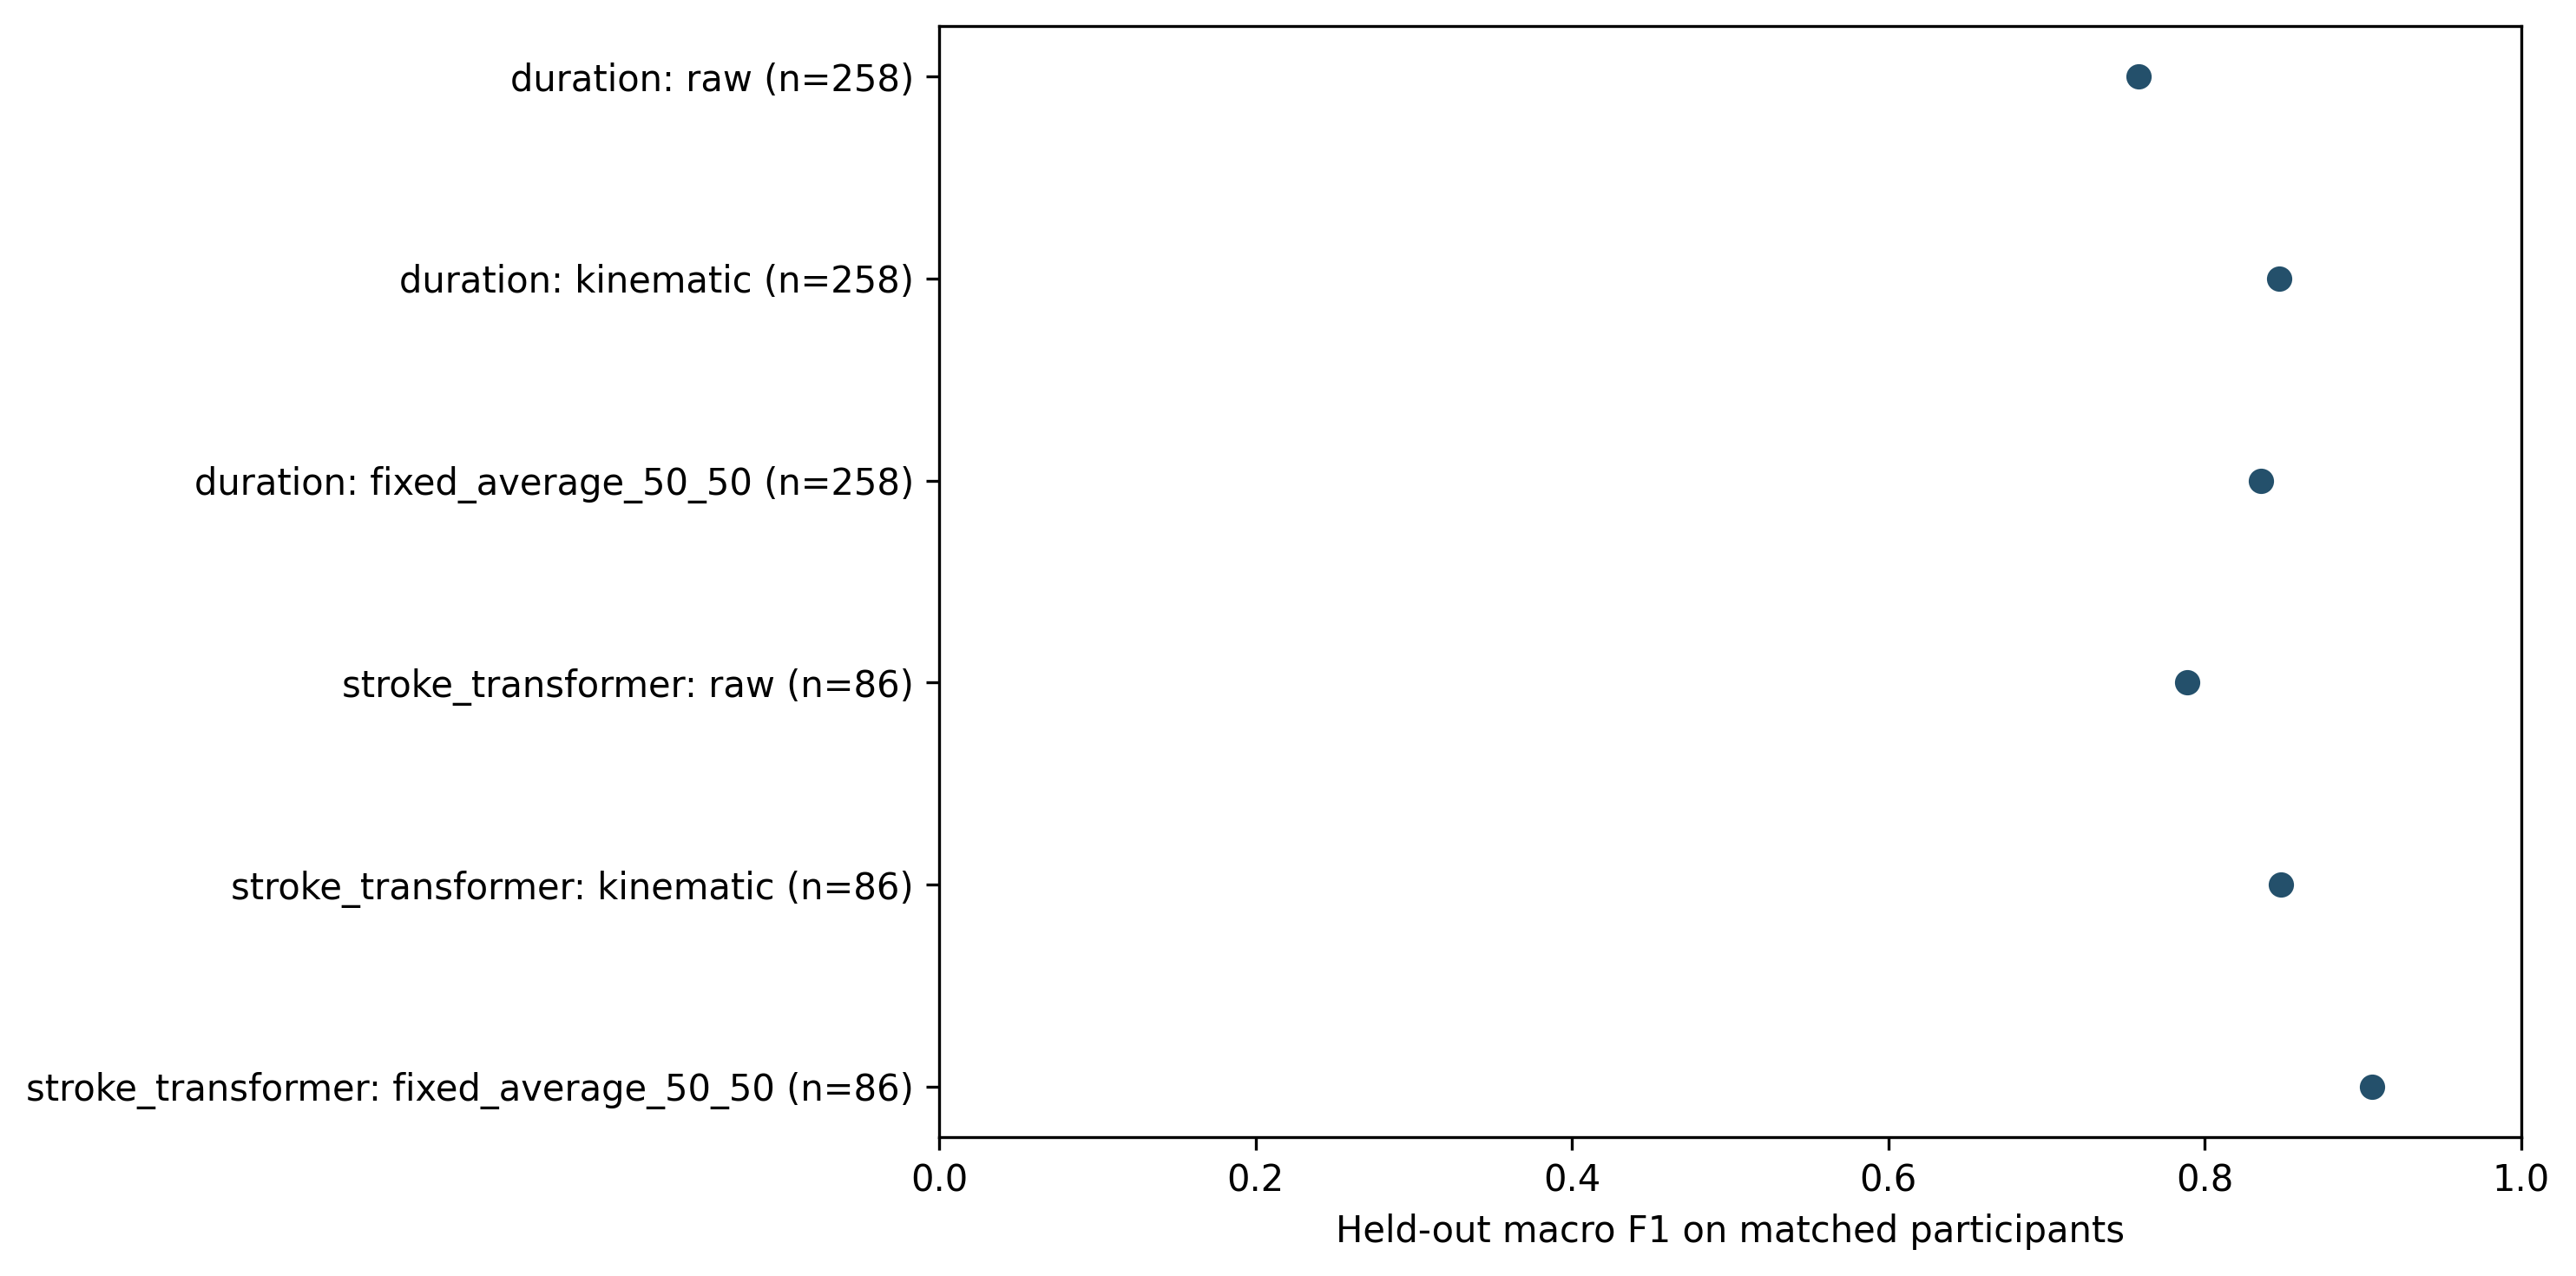 duration: raw (n=258)
duration: kinematic (n=258)
duration: fixed_average_50_50 (n=258)
stroke_transformer: raw (n=86)
stroke_transformer: kinematic (n=86)
stroke_transformer: fixed_average_50_50 (n=86)
0.0 0.2 0.4 0.6 0.8 1.0
Held-out macro F1 on matched participants